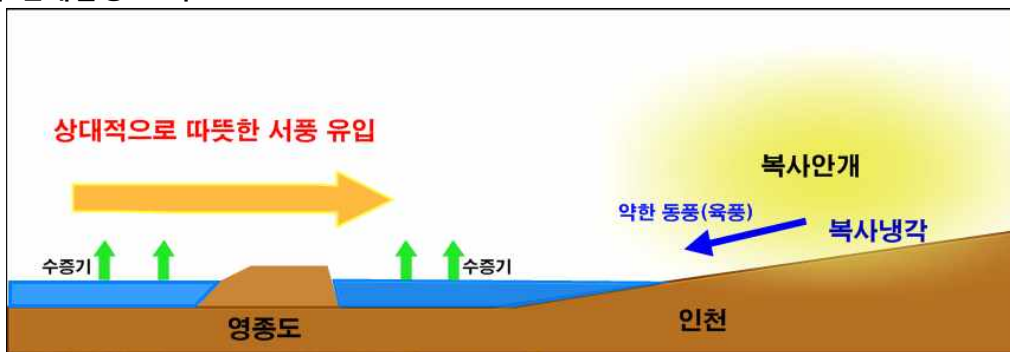 상대적으로 따뜻한 서풍 유입
복사안개
약한 동풍(육풍)
복사냉각
수증기
수증기
영종도
인천